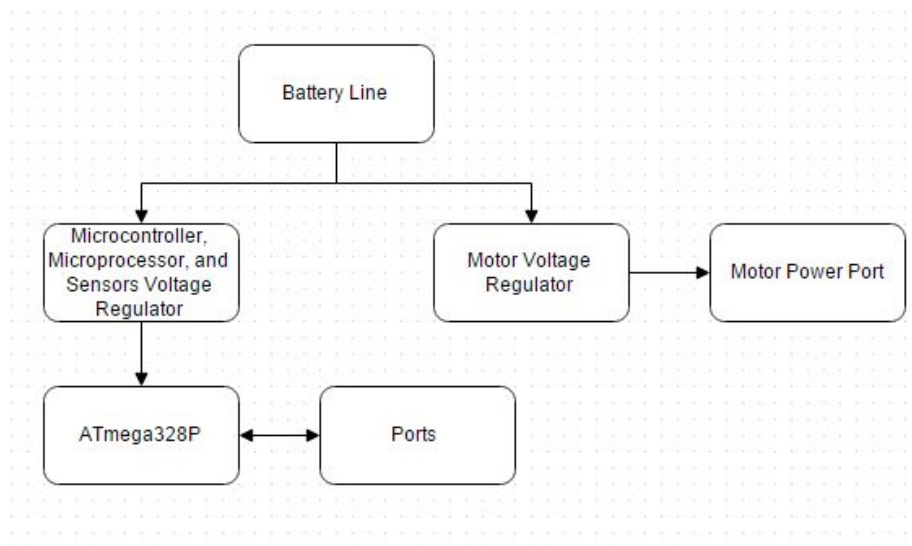 Battery Line
Microcontroller,
Microprocessor, and
Sensors Voltage
Regulator
Motor Voltage
Regulator
Motor Power Port
ATmega328P
Ports